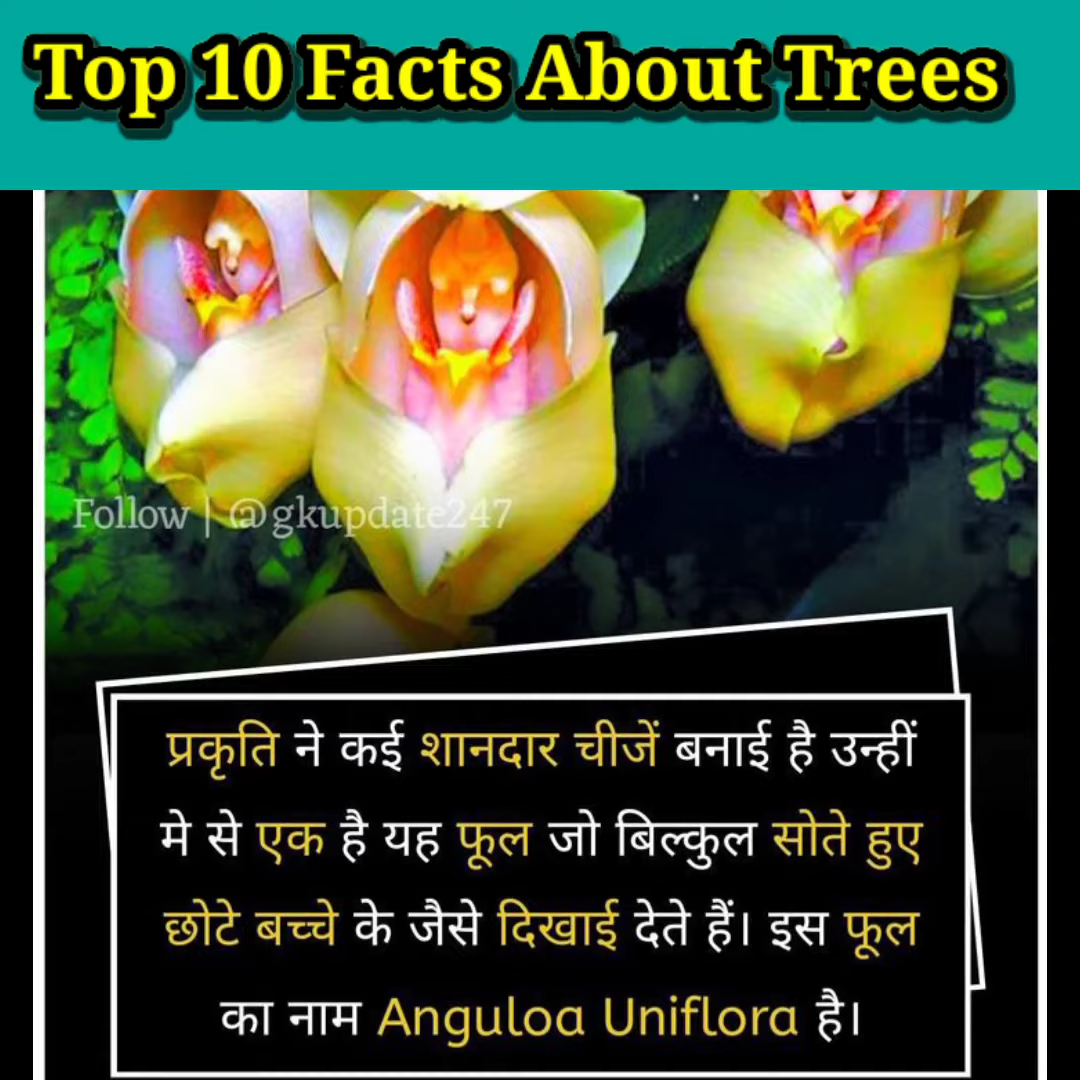 Top 10 Facts About Trees
Follow | @gkupdate247
प्रकृति ने कई शानदार चीजें बनाई है उन्हीं
मे से एक है यह फूल जो बिल्कुल सोते हुए
छोटे बच्चे के जैसे दिखाई देते हैं। इस फूल
का नाम Anguloa Uniflora है।